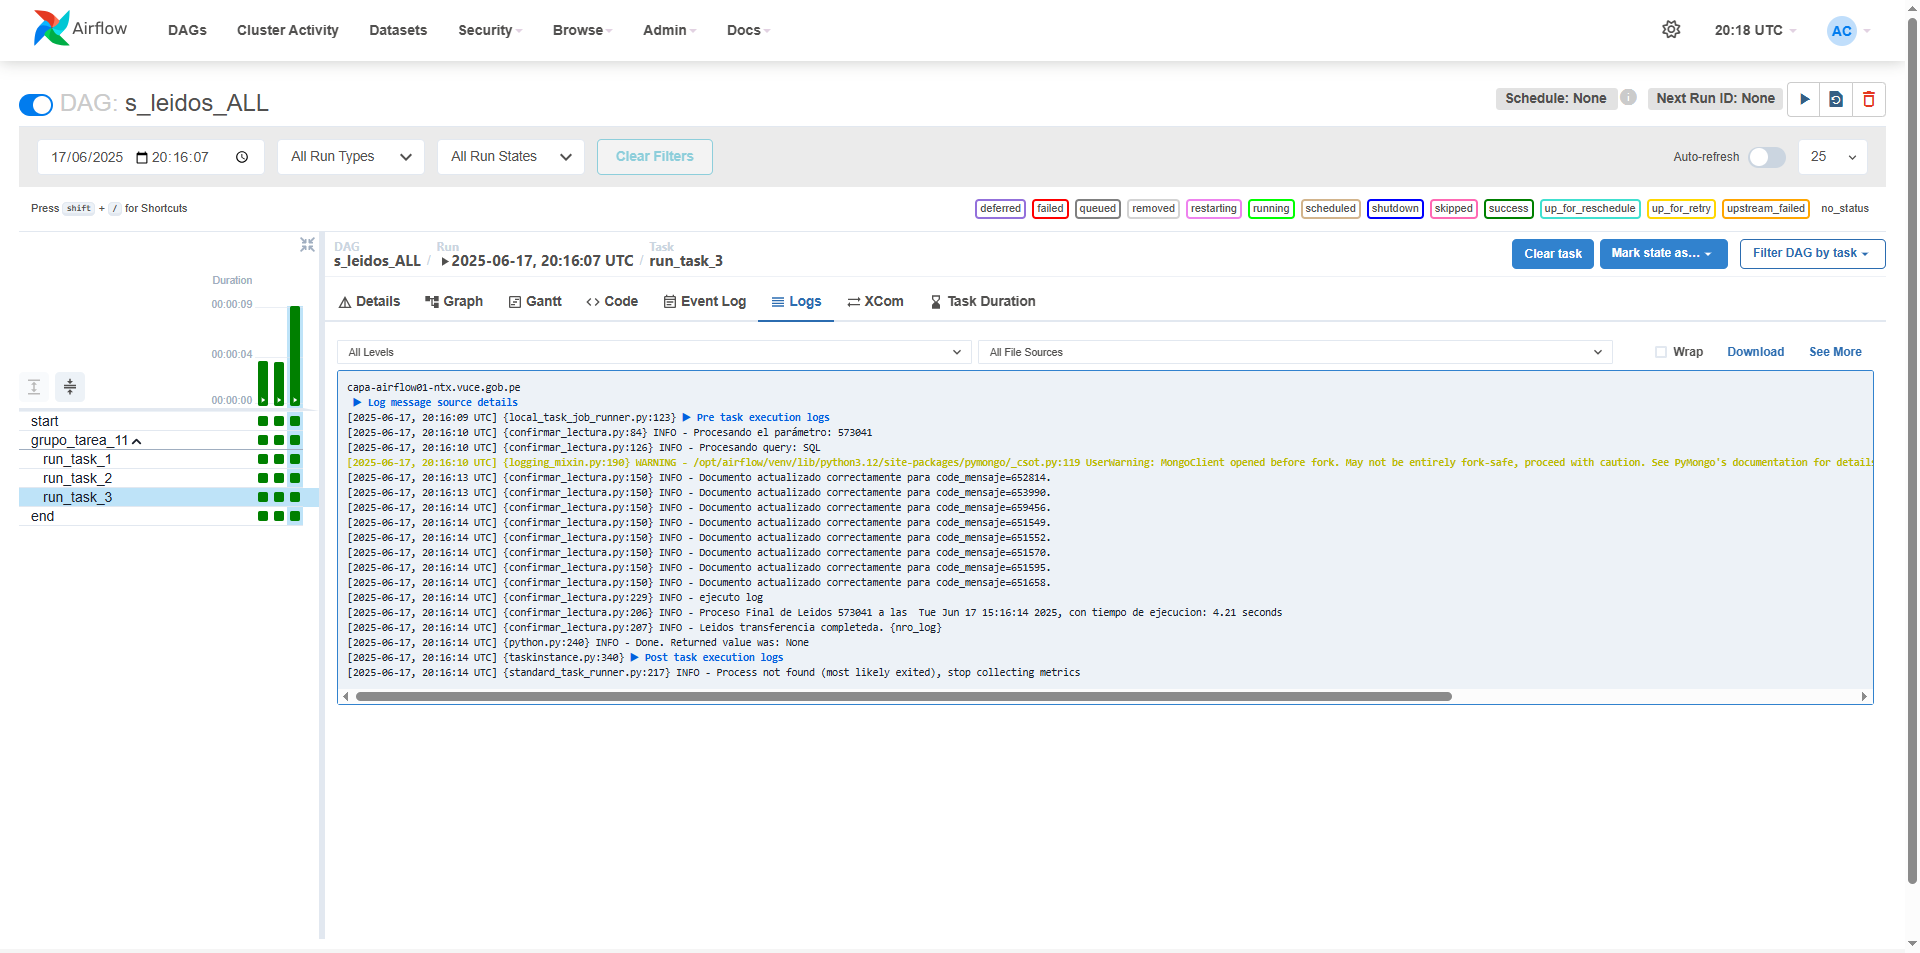 Airflow DAGs Cluster Activity Datasets Security Browse Admin Docs 20:18 UTC AC
DAG: s_leidos_ALL Schedule: None i Next Run ID: None
17/06/2025 20:16:07 All Run Types All Run States Clear Filters Auto-refresh 25
Press shift + / for Shortcuts deferred failed queued removed restarting running scheduled shutdown skipped success up_for_reschedule up_for_retry upstream_failed no_status
DAG Run Task
s_leidos_ALL / 2025-06-17, 20:16:07 UTC / run_task_3 Clear task Mark state as... Filter DAG by task
Duration
00:00:09
00:00:04
00:00:00
start
grupo_tarea_11
run_task_1
run_task_2
run_task_3
end
Details Graph Gantt Code Event Log Logs XCom Task Duration
All Levels All File Sources Wrap Download See More
capa-airflow01-ntx.vuce.gob.pe
▶ Log message source details
[2025-06-17, 20:16:09 UTC] {local_task_job_runner.py:123} ▶ Pre task execution logs
[2025-06-17, 20:16:10 UTC] {confirmar_lectura.py:84} INFO - Procesando el parámetro: 573041
[2025-06-17, 20:16:10 UTC] {confirmar_lectura.py:126} INFO - Procesando query: SQL
[2025-06-17, 20:16:10 UTC] {logging_mixin.py:190} WARNING - /opt/airflow/venv/lib/python3.12/site-packages/pymongo/_csot.py:119 UserWarning: MongoClient opened before fork. May not be entirely fork-safe, proceed with caution. See PyMongo's documentation for details
[2025-06-17, 20:16:13 UTC] {confirmar_lectura.py:150} INFO - Documento actualizado correctamente para code_mensaje=652814.
[2025-06-17, 20:16:13 UTC] {confirmar_lectura.py:150} INFO - Documento actualizado correctamente para code_mensaje=653990.
[2025-06-17, 20:16:14 UTC] {confirmar_lectura.py:150} INFO - Documento actualizado correctamente para code_mensaje=659456.
[2025-06-17, 20:16:14 UTC] {confirmar_lectura.py:150} INFO - Documento actualizado correctamente para code_mensaje=651549.
[2025-06-17, 20:16:14 UTC] {confirmar_lectura.py:150} INFO - Documento actualizado correctamente para code_mensaje=651552.
[2025-06-17, 20:16:14 UTC] {confirmar_lectura.py:150} INFO - Documento actualizado correctamente para code_mensaje=651570.
[2025-06-17, 20:16:14 UTC] {confirmar_lectura.py:150} INFO - Documento actualizado correctamente para code_mensaje=651595.
[2025-06-17, 20:16:14 UTC] {confirmar_lectura.py:150} INFO - Documento actualizado correctamente para code_mensaje=651658.
[2025-06-17, 20:16:14 UTC] {confirmar_lectura.py:229} INFO - ejecuto log
[2025-06-17, 20:16:14 UTC] {confirmar_lectura.py:206} INFO - Proceso Final de Leidos 573041 a las  Tue Jun 17 15:16:14 2025, con tiempo de ejecucion: 4.21 seconds
[2025-06-17, 20:16:14 UTC] {confirmar_lectura.py:207} INFO - Leidos transferencia completeda. {nro_log}
[2025-06-17, 20:16:14 UTC] {python.py:240} INFO - Done. Returned value was: None
[2025-06-17, 20:16:14 UTC] {taskinstance.py:340} ▶ Post task execution logs
[2025-06-17, 20:16:14 UTC] {standard_task_runner.py:217} INFO - Process not found (most likely exited), stop collecting metrics